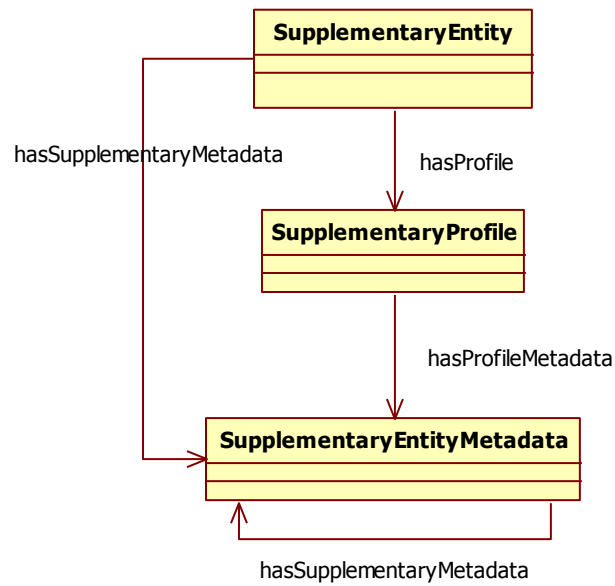 SupplementaryEntity
hasSupplementaryMetadata
hasProfile
SupplementaryProfile
hasProfileMetadata
SupplementaryEntityMetadata
hasSupplementaryMetadata